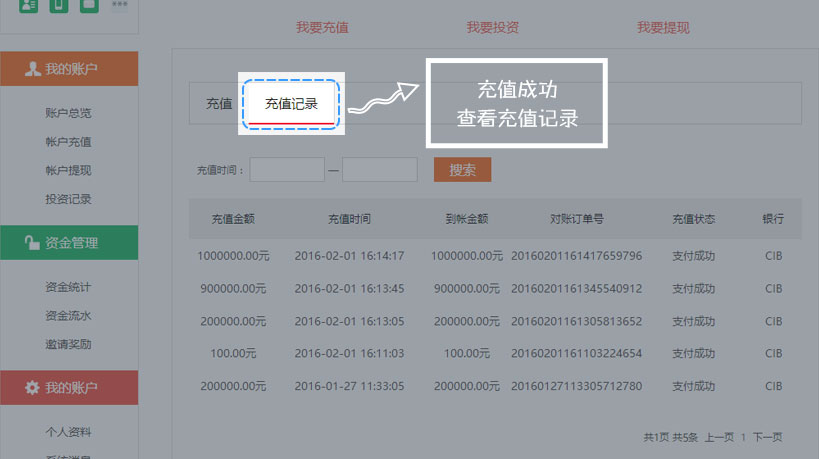 我要充值 我要投资 我要提现
我的账户
账户总览
帐户充值
帐户提现
投资记录
资金管理
资金统计
资金流水
邀请奖励
我的账户
个人资料
系统消息
充值 充值记录
充值成功
查看充值记录
充值时间： — 搜索
充值金额 充值时间 到帐金额 对账订单号 充值状态 银行
1000000.00元 2016-02-01 16:14:17 1000000.00元 20160201161417659796 支付成功 CIB
900000.00元 2016-02-01 16:13:45 900000.00元 20160201161345540912 支付成功 CIB
200000.00元 2016-02-01 16:13:05 200000.00元 20160201161305813652 支付成功 CIB
100.00元 2016-02-01 16:11:03 100.00元 20160201161103224654 支付成功 CIB
200000.00元 2016-01-27 11:33:05 200000.00元 20160127113305712780 支付成功 CIB
共1页 共5条 上一页 1 下一页